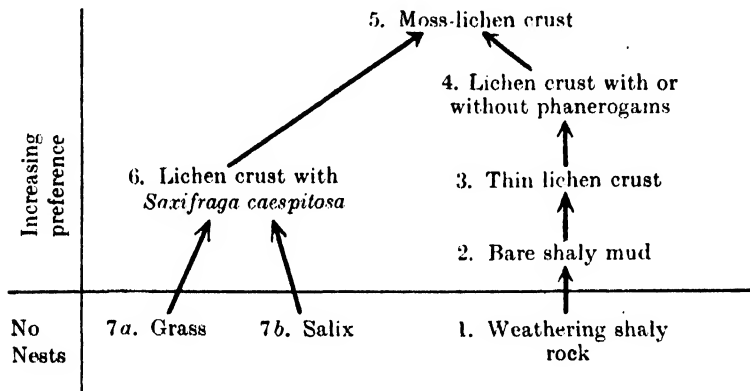 5. Moss-lichen crust
4. Lichen crust with or
without phanerogams
Increasing
preference
6. Lichen crust with
Saxifraga caespitosa
3. Thin lichen crust
2. Bare shaly mud
No
Nests
7a. Grass
7b. Salix
1. Weathering shaly
rock